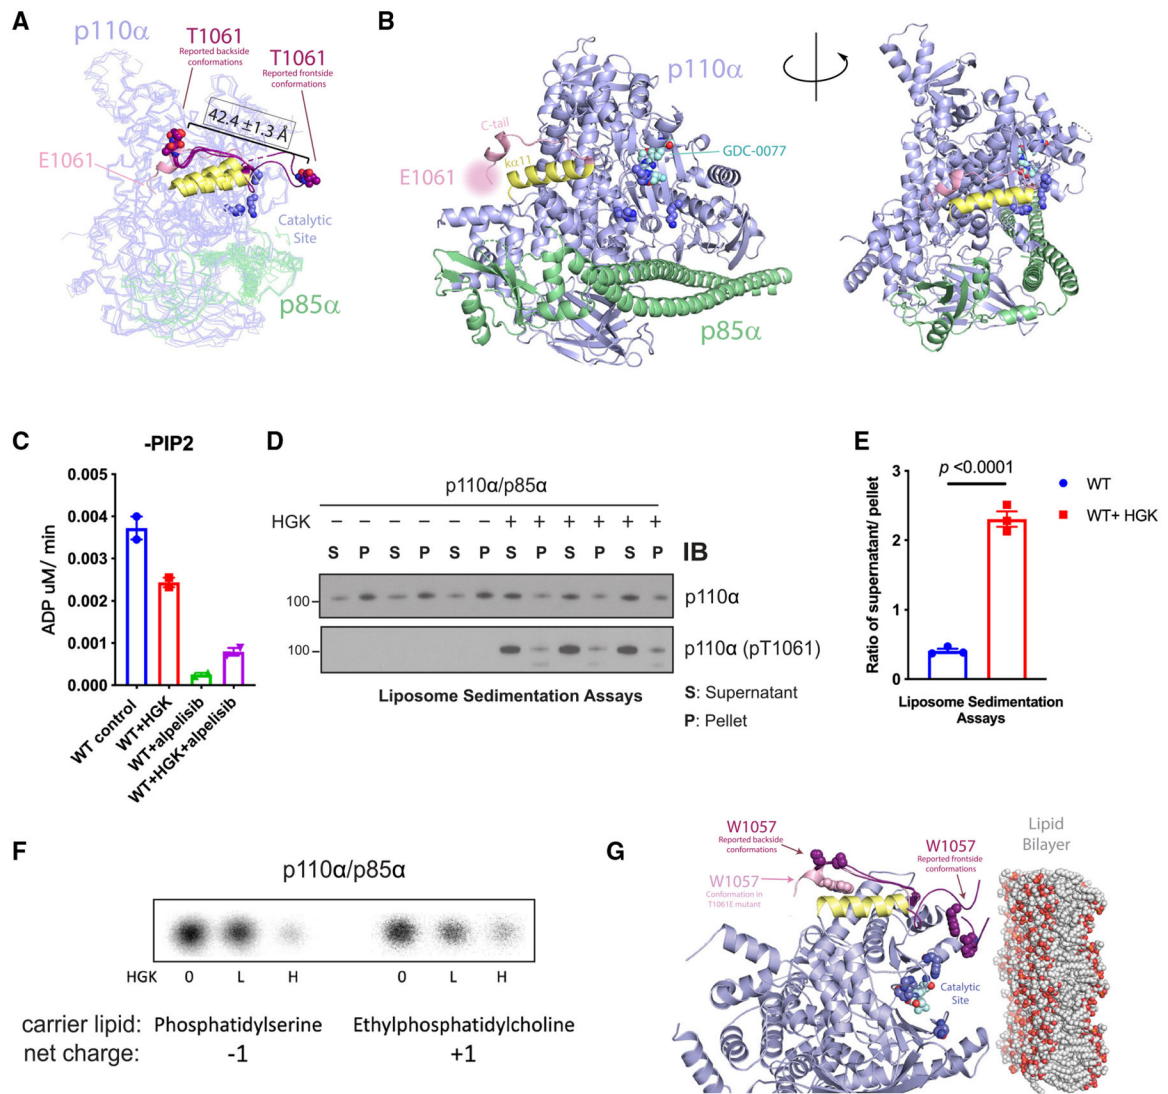 A
p110α
T1061
Reported backside
conformations
T1061
Reported frontside
conformations
42.4 ±1.3 Å
E1061
Catalytic
Site
p85α
B
p110α
C-tail
kα11
E1061
GDC-0077
p85α
C
-PIP2
ADP uM/ min
0.005
0.004
0.003
0.002
0.001
0.000
WT control
WT+HGK
WT+alpelisib
WT+HGK+alpelisib
D
p110α/p85α
HGK − − − − − − + + + + + +
S P S P S P S P S P S P IB
100 p110α
100 p110α (pT1061)
Liposome Sedimentation Assays
S: Supernatant
P: Pellet
E
Ratio of supernatant/ pellet
3
2
1
0
p <0.0001
WT
WT+ HGK
Liposome Sedimentation
Assays
F
p110α/p85α
HGK 0 L H 0 L H
carrier lipid: Phosphatidylserine Ethylphosphatidylcholine
net charge: -1 +1
G
W1057
Reported backside
conformations
W1057
Conformation in
T1061E mutant
W1057
Reported frontside
conformations
Lipid
Bilayer
Catalytic
Site